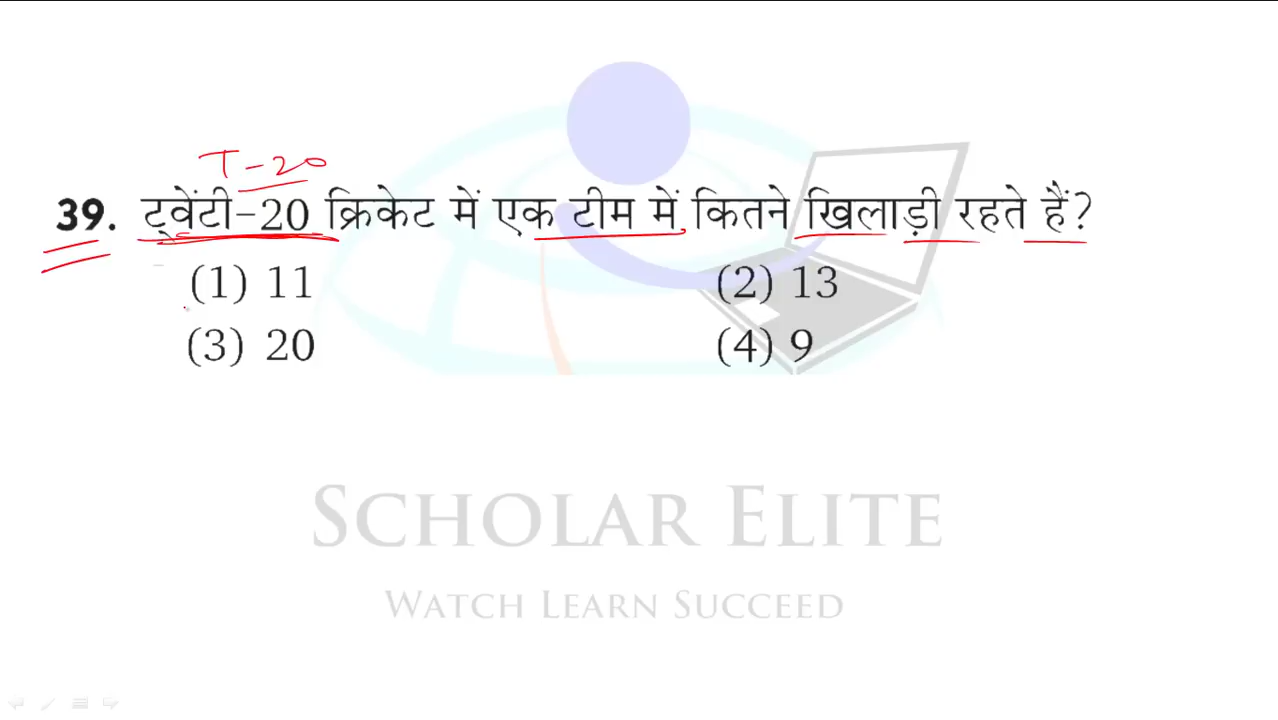 T-20
39. ट्वेंटी-20 क्रिकेट में एक टीम में कितने खिलाड़ी रहते हैं?
(1) 11 (2) 13
(3) 20 (4) 9
SCHOLAR ELITE
WATCH LEARN SUCCEED